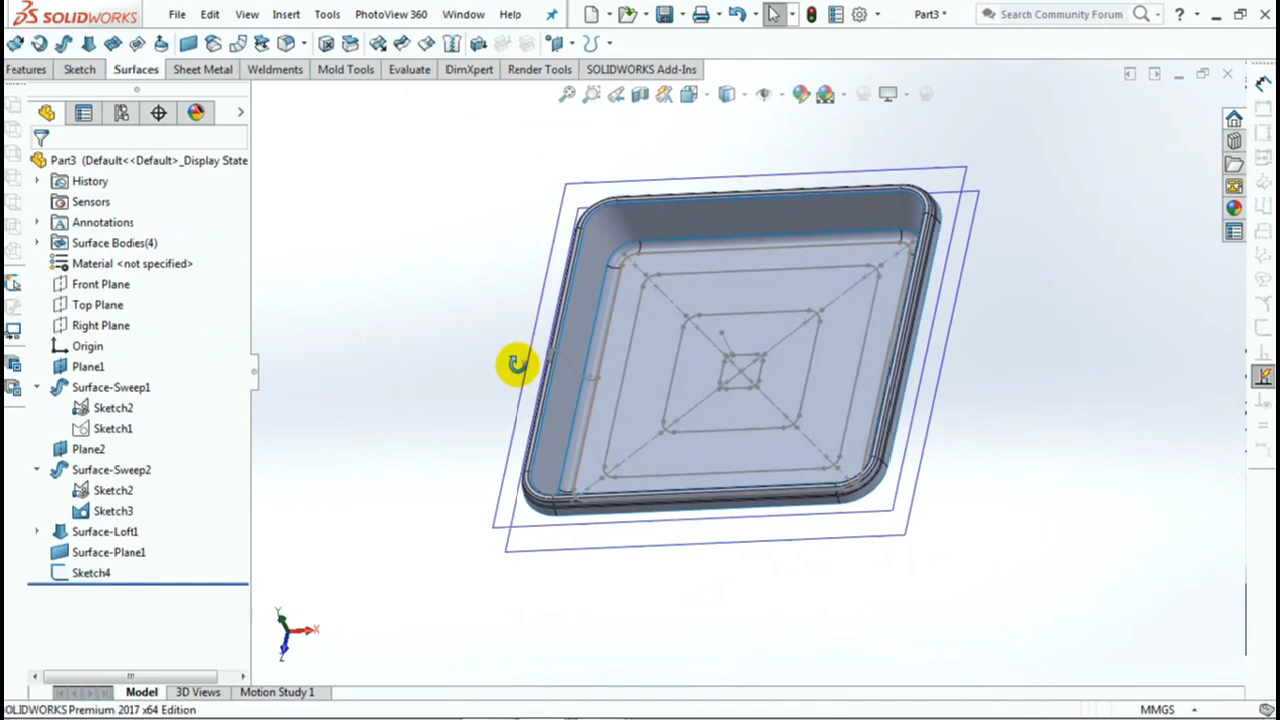 SOLIDWORKS File Edit View Insert Tools PhotoView 360 Window Help Part3 * Search Community Forum ?
Features Sketch Surfaces Sheet Metal Weldments Mold Tools Evaluate DimXpert Render Tools SOLIDWORKS Add-Ins
Part3 (Default<<Default>_Display State
History
Sensors
Annotations
Surface Bodies(4)
Material <not specified>
Front Plane
Top Plane
Right Plane
Origin
Plane1
Surface-Sweep1
Sketch2
Sketch1
Plane2
Surface-Sweep2
Sketch2
Sketch3
Surface-Loft1
Surface-Plane1
Sketch4
Y
X
Z
Model 3D Views Motion Study 1
OLIDWORKS Premium 2017 x64 Edition MMGS